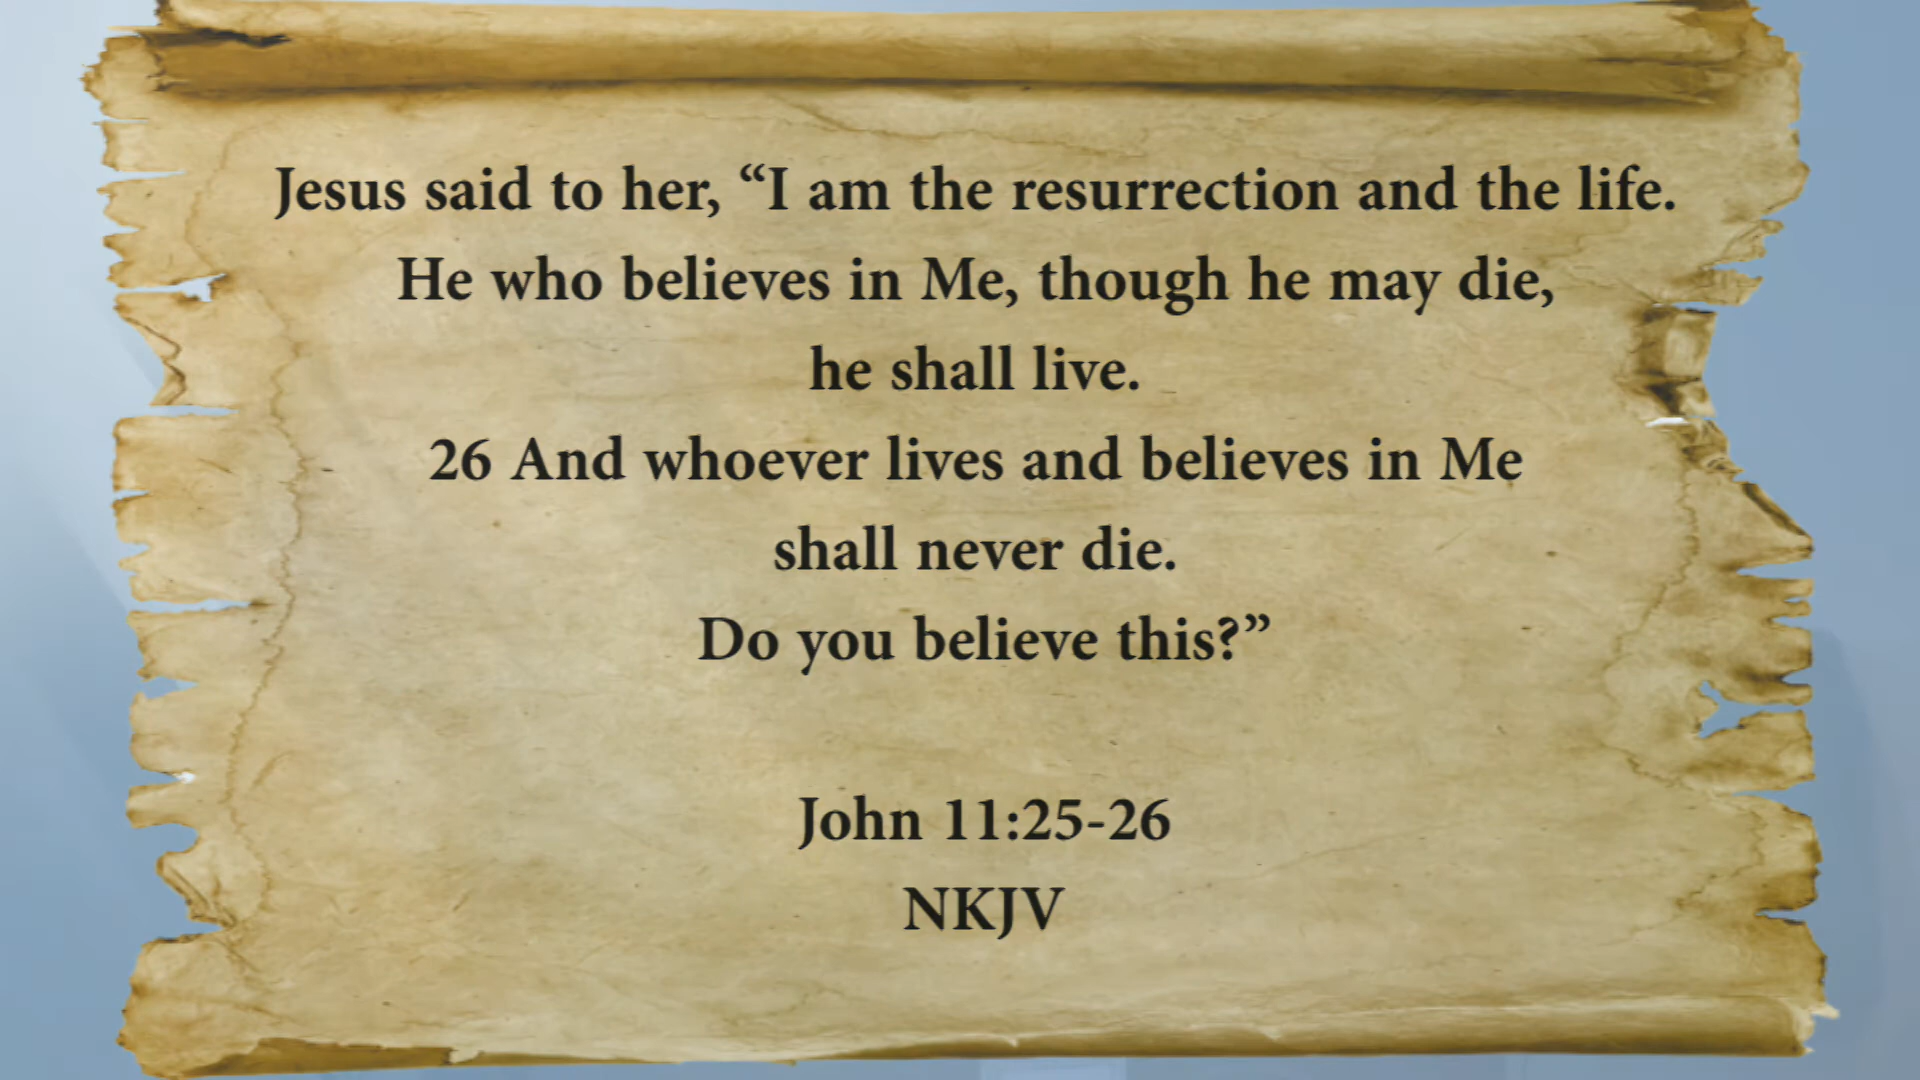 Jesus said to her, “I am the resurrection and the life.
He who believes in Me, though he may die,
he shall live.
26 And whoever lives and believes in Me
shall never die.
Do you believe this?”
John 11:25-26
NKJV